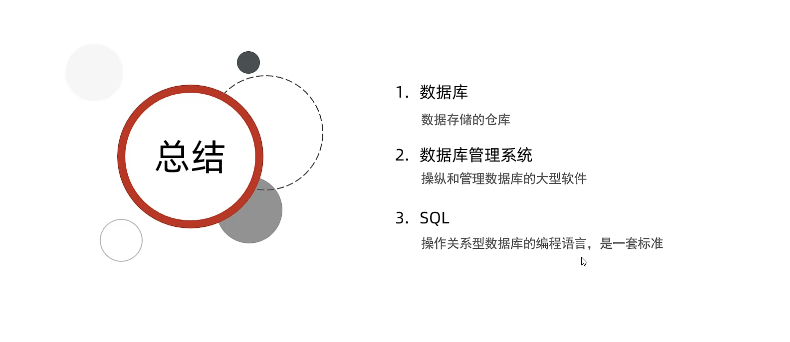 总结
1. 数据库
数据存储的仓库
2. 数据库管理系统
操纵和管理数据库的大型软件
3. SQL
操作关系型数据库的编程语言，是一套标准